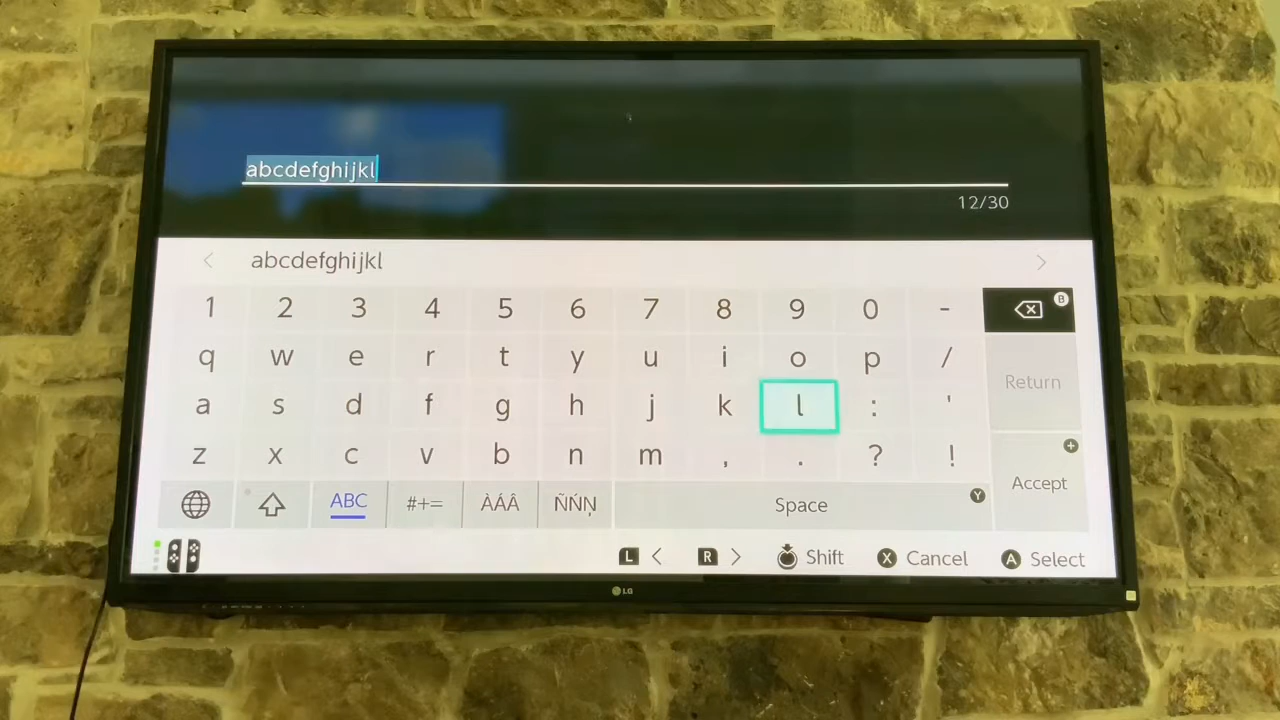 abcdefghijkl
12/30
< abcdefghijkl >
1 2 3 4 5 6 7 8 9 0 - B
q w e r t y u i o p / Return
a s d f g h j k l : '
z x c v b n m , . ? ! + Accept
ABC #+= ÀÁÂ ÑŃŅ Space Y
L < R > Shift X Cancel A Select
LG